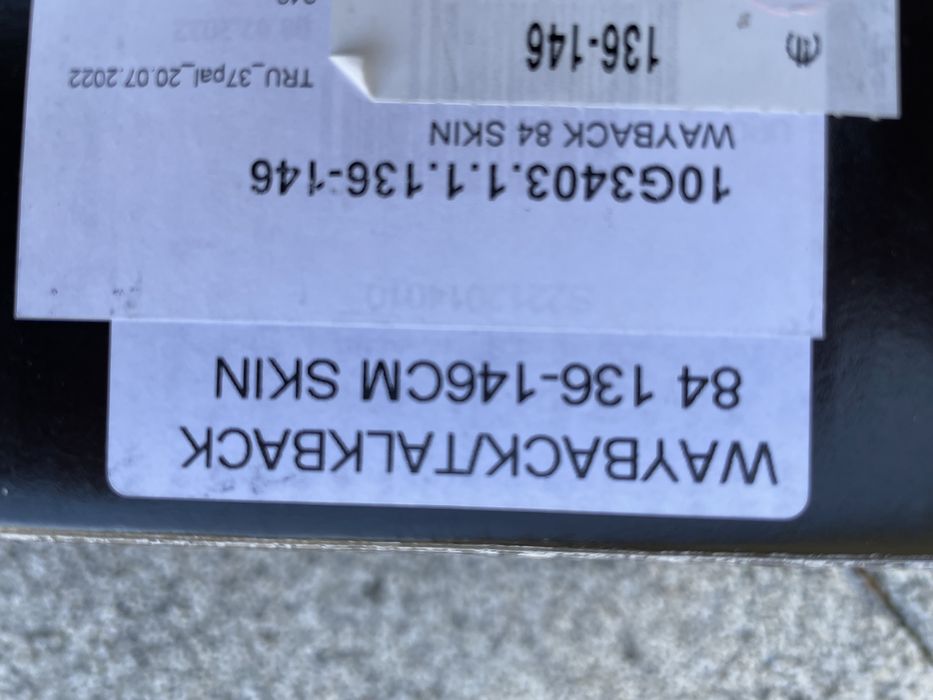 WAYBACK/TALKBACK
84 136-146CM SKIN
S2212014010
10G3403.1.1.136-146
WAYBACK 84 SKIN
136-146
TRU_37pal_20.07.2022